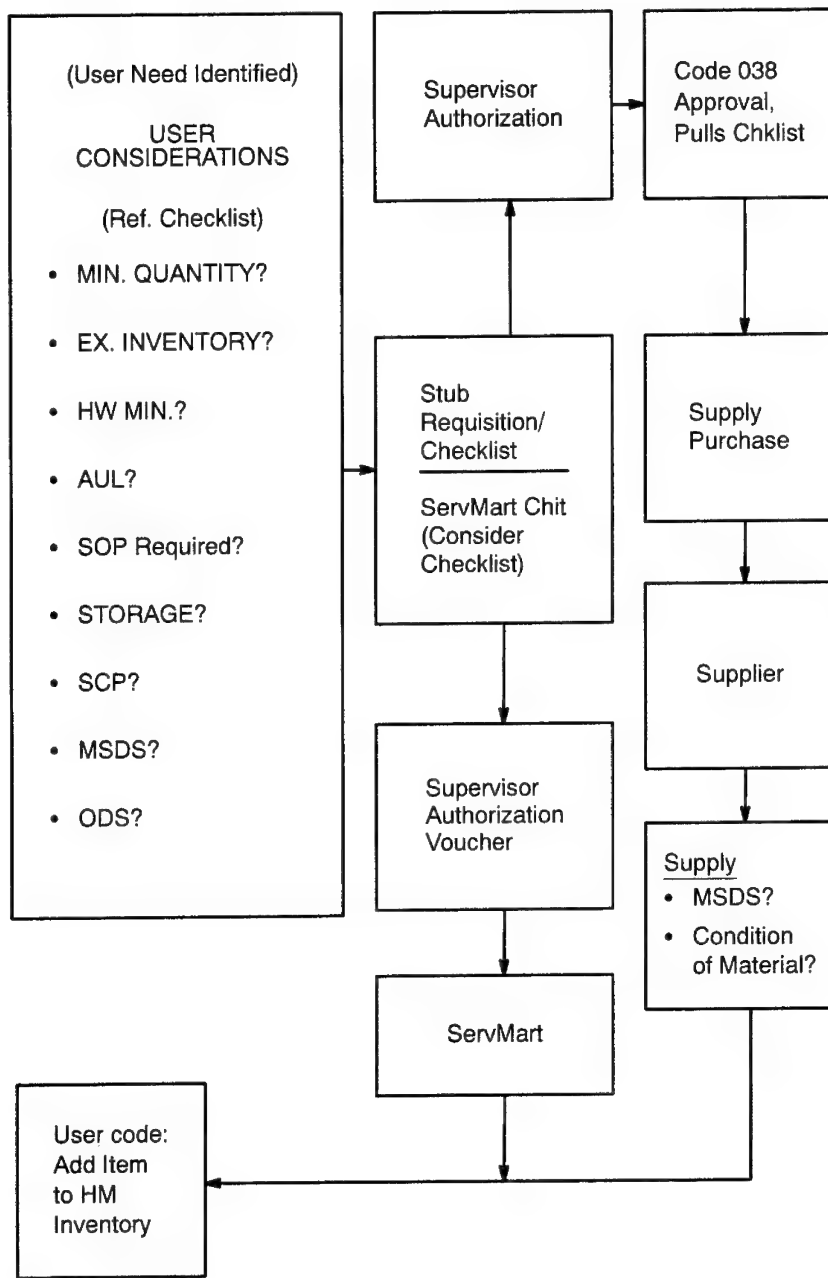 (User Need Identified)
USER
CONSIDERATIONS
(Ref. Checklist)
• MIN. QUANTITY?
• EX. INVENTORY?
• HW MIN.?
• AUL?
• SOP Required?
• STORAGE?
• SCP?
• MSDS?
• ODS?
Stub
Requisition/
Checklist
ServMart Chit
(Consider
Checklist)
Supervisor
Authorization
Code 038
Approval,
Pulls Chklist
Supply
Purchase
Supplier
Supply
• MSDS?
• Condition
of Material?
Supervisor
Authorization
Voucher
ServMart
User code:
Add Item
to HM
Inventory